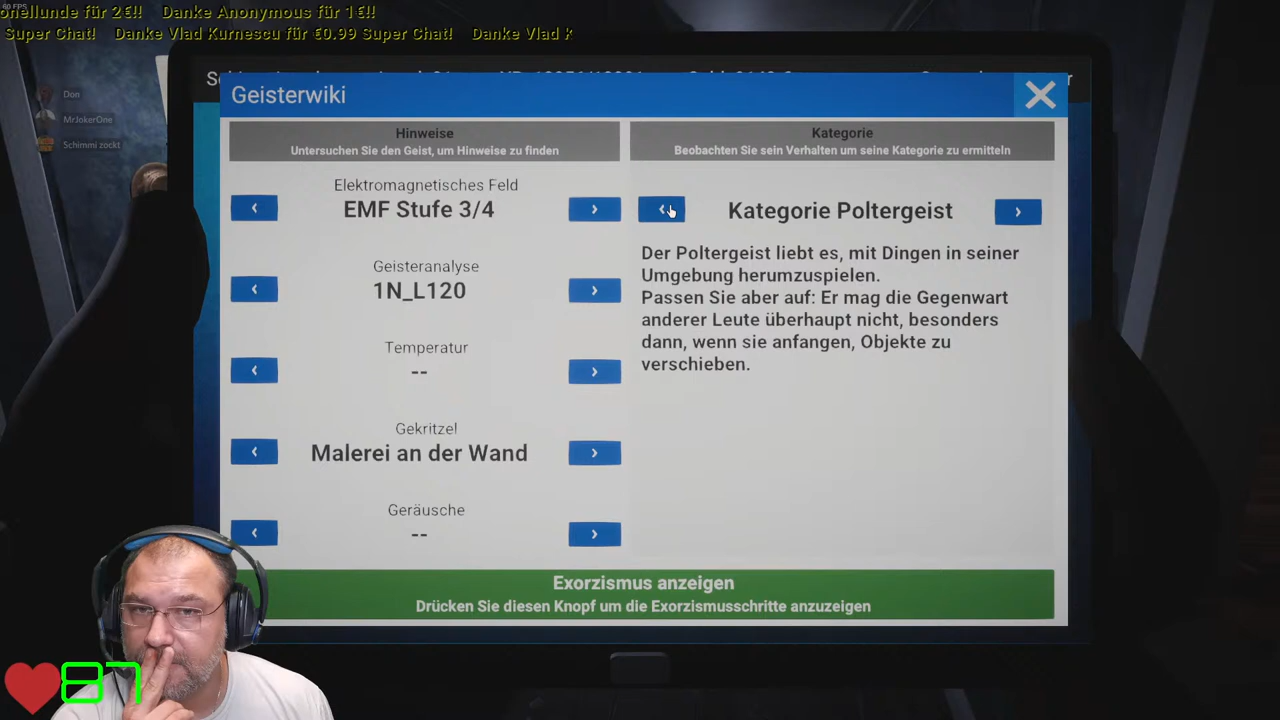 60 FPS
onellunde für 2€!! Danke Anonymous für 1€!!
Super Chat! Danke Vlad Kurnescu für €0.99 Super Chat! Danke Vlad K
Don
MrJokerOne
Schimmi zockt
Geisterwiki
Hinweise
Untersuchen Sie den Geist, um Hinweise zu finden
Kategorie
Beobachten Sie sein Verhalten um seine Kategorie zu ermitteln
Elektromagnetisches Feld
EMF Stufe 3/4
Geisteranalyse
1N_L120
Temperatur
--
Gekritzel
Malerei an der Wand
Geräusche
--
Kategorie Poltergeist
Der Poltergeist liebt es, mit Dingen in seiner
Umgebung herumzuspielen.
Passen Sie aber auf: Er mag die Gegenwart
anderer Leute überhaupt nicht, besonders
dann, wenn sie anfangen, Objekte zu
verschieben.
Exorzismus anzeigen
Drücken Sie diesen Knopf um die Exorzismusschritte anzuzeigen
87